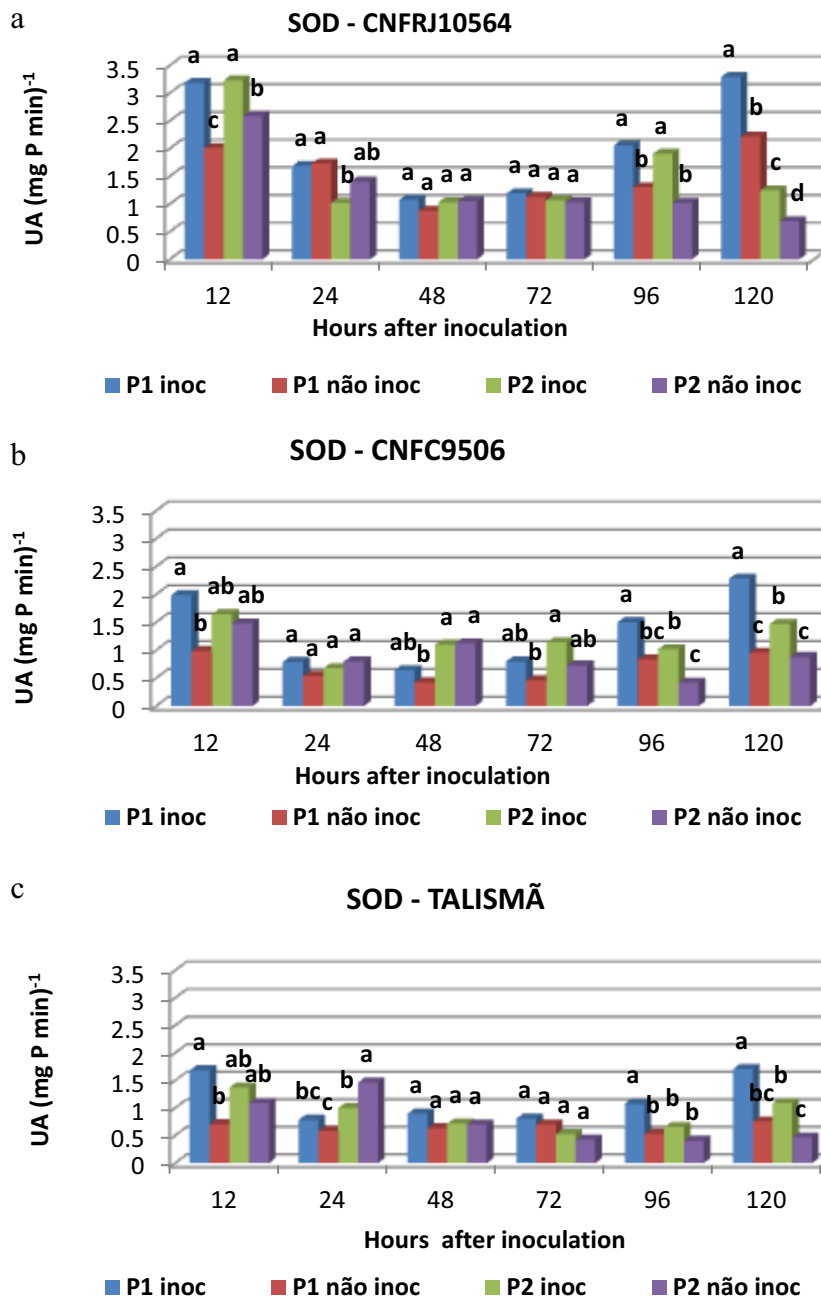 a
SOD - CNFRJ10564
UA (mg P min)-1
3.5
3
2.5
2
1.5
1
0.5
0
a c a b
a a b ab
a a a a
a a a a
a b a b
a b c d
12 24 48 72 96 120
Hours after inoculation
P1 inoc P1 não inoc P2 inoc P2 não inoc
b
SOD - CNFC9506
UA (mg P min)-1
3.5
3
2.5
2
1.5
1
0.5
0
a b ab ab
a a a a
ab b a a
ab b a ab
a bc b c
a c b c
12 24 48 72 96 120
Hours after inoculation
P1 inoc P1 não inoc P2 inoc P2 não inoc
c
SOD - TALISMÃ
UA (mg P min)-1
3.5
3
2.5
2
1.5
1
0.5
0
a b ab ab
bc c b a
a a a a
a a a a
a b b b
a bc b c
12 24 48 72 96 120
Hours after inoculation
P1 inoc P1 não inoc P2 inoc P2 não inoc